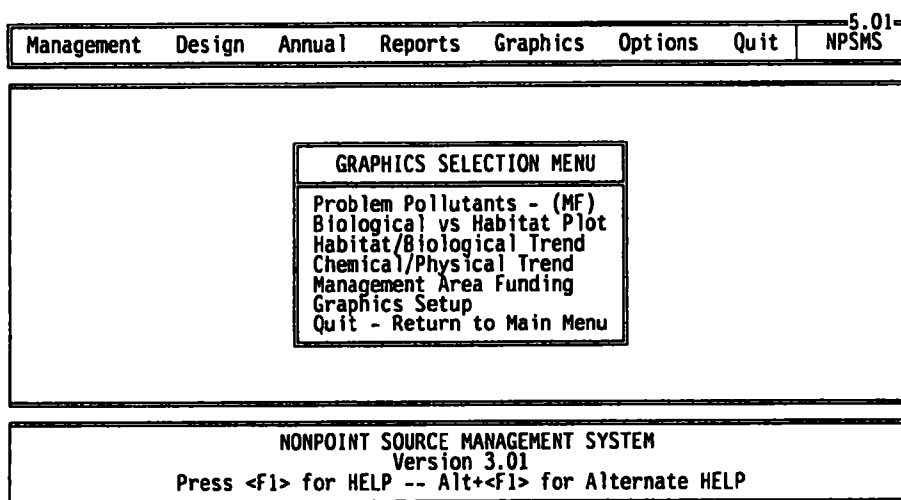 5.01
Management Design Annual Reports Graphics Options Quit NPSMS
GRAPHICS SELECTION MENU
Problem Pollutants - (MF)
Biological vs Habitat Plot
Habitat/Biological Trend
Chemical/Physical Trend
Management Area Funding
Graphics Setup
Quit - Return to Main Menu
NONPOINT SOURCE MANAGEMENT SYSTEM
Version 3.01
Press <F1> for HELP -- Alt+<F1> for Alternate HELP